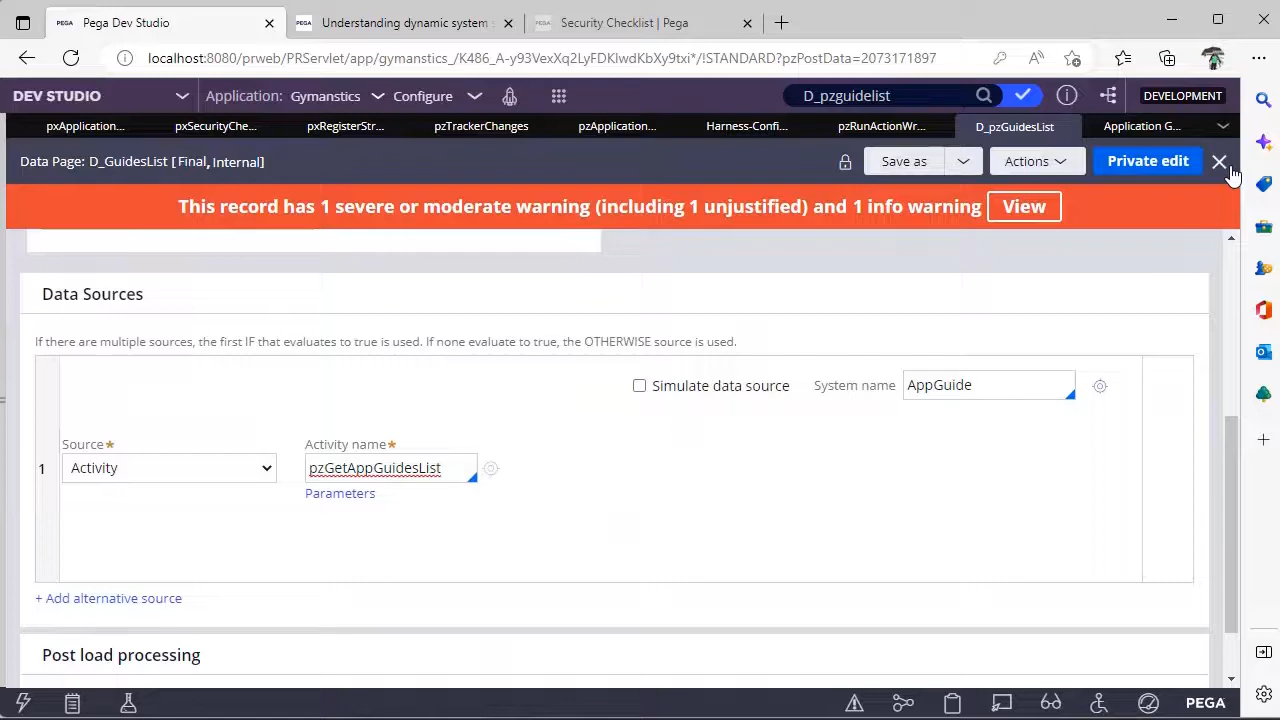 Pega Dev Studio
Understanding dynamic system
Security Checklist | Pega
localhost:8080/prweb/PRServlet/app/gymanstics_/K486_A-y93VexXq2LyFDKIwdKbXy9txi*/!STANDARD?pzPostData=2073171897
DEV STUDIO
Application: Gymanstics
Configure
D_pzguidelist
DEVELOPMENT
pxApplication...
pxSecurityChe...
pxRegisterStr...
pzTrackerChanges
pzApplication...
Harness-Confi...
pzRunActionWr...
D_pzGuidesList
Application G...
Data Page: D_GuidesList [Final, Internal]
Save as
Actions
Private edit
This record has 1 severe or moderate warning (including 1 unjustified) and 1 info warning
View
Data Sources
If there are multiple sources, the first IF that evaluates to true is used. If none evaluate to true, the OTHERWISE source is used.
Simulate data source
System name
AppGuide
Source*
Activity name*
1
Activity
pzGetAppGuidesList
Parameters
+ Add alternative source
Post load processing
PEGA